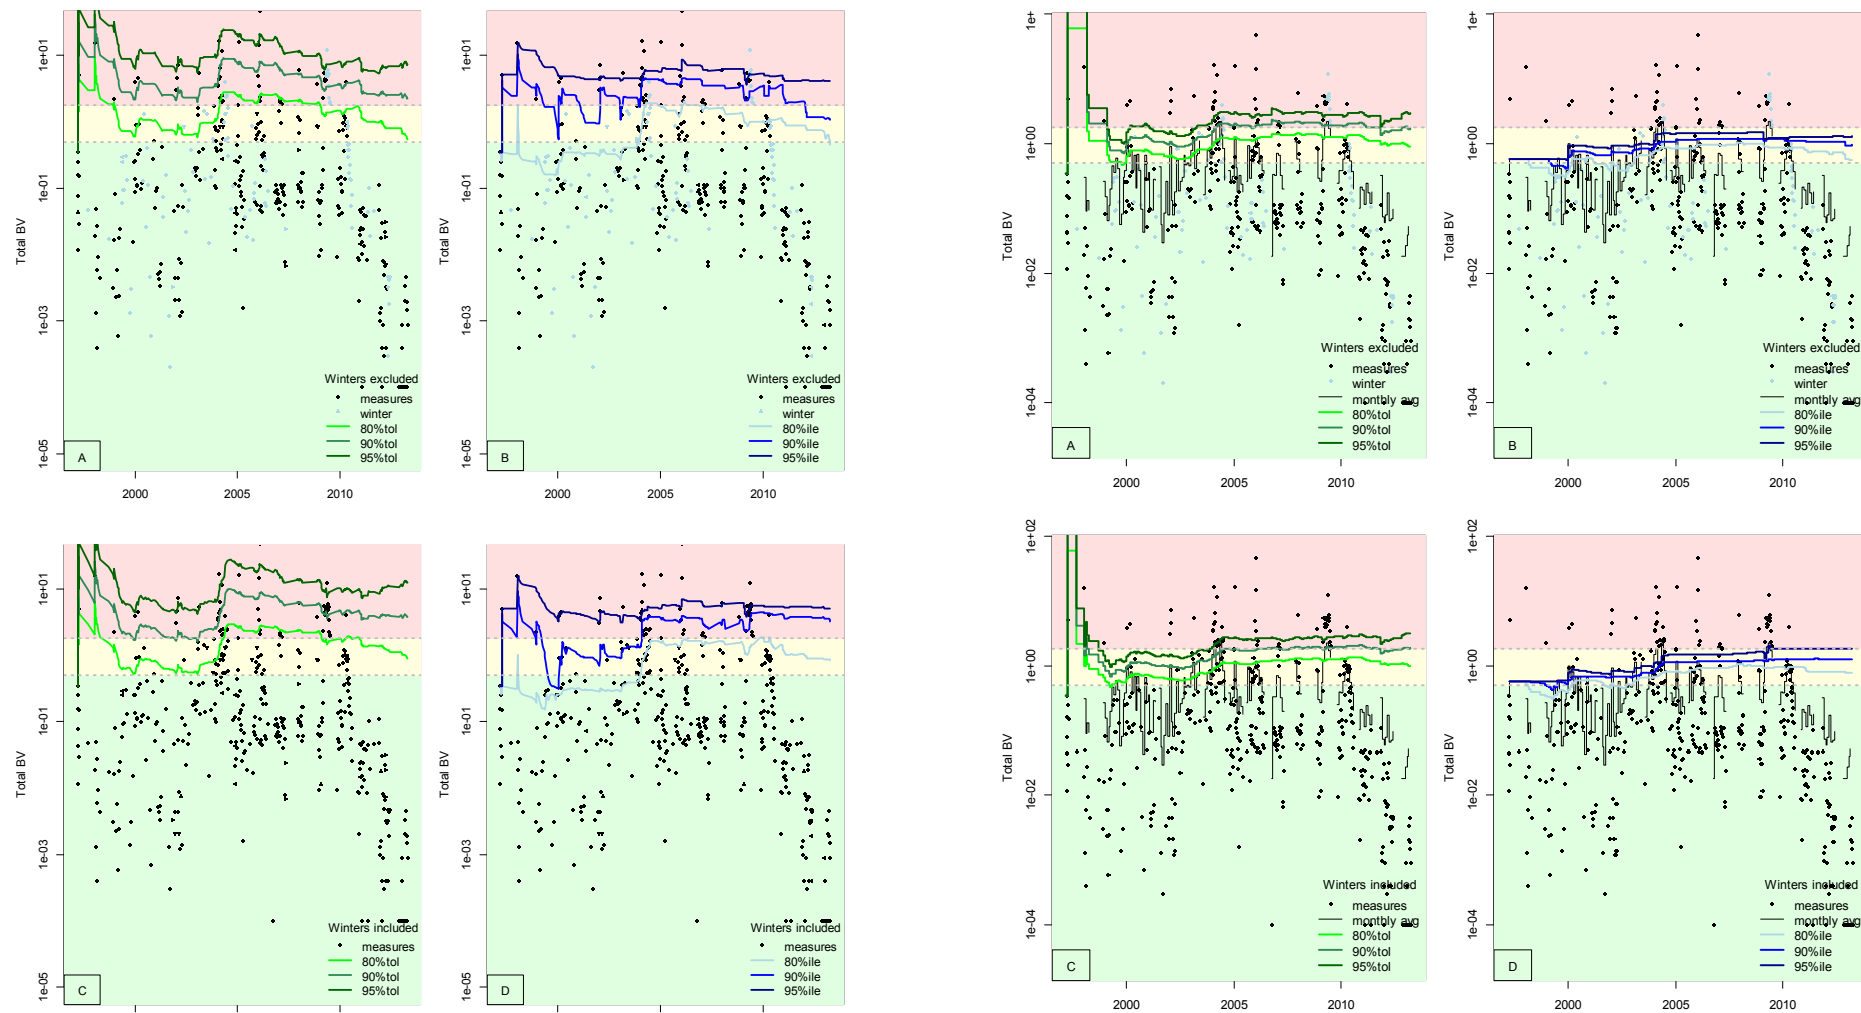 Total BV
1e+01
1e-01
1e-03
1e-05
2000
2005
2010
Winters excluded
measures
winter
80%tol
90%tol
95%tol
A
Total BV
1e+01
1e-01
1e-03
1e-05
2000
2005
2010
Winters excluded
measures
winter
80%ile
90%ile
95%ile
B
Total BV
1e+
1e+00
1e-02
1e-04
2000
2005
2010
Winters excluded
measures
winter
monthly avg
80%tol
90%tol
95%tol
A
Total BV
1e+
1e+00
1e-02
1e-04
2000
2005
2010
Winters excluded
measures
winter
monthly avg
80%ile
90%ile
95%ile
B
Total BV
1e+01
1e-01
1e-03
1e-05
Winters included
measures
80%tol
90%tol
95%tol
C
Total BV
1e+01
1e-01
1e-03
1e-05
Winters included
measures
80%ile
90%ile
95%ile
D
Total BV
1e+02
1e+00
1e-02
1e-04
2000
2005
2010
Winters included
measures
monthly avg
80%tol
90%tol
95%tol
C
Total BV
1e+02
1e+00
1e-02
1e-04
2000
2005
2010
Winters included
measures
monthly avg
80%ile
90%ile
95%ile
D